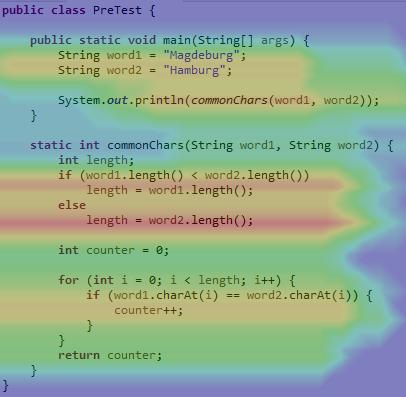 public class PreTest {
    public static void main(String[] args) {
        String word1 = "Magdeburg";
        String word2 = "Hamburg";
        System.out.println(commonChars(word1, word2));
    }
    static int commonChars(String word1, String word2) {
        int length;
        if (word1.length() < word2.length())
            length = word1.length();
        else
            length = word2.length();
        int counter = 0;
        for (int i = 0; i < length; i++) {
            if (word1.charAt(i) == word2.charAt(i)) {
                counter++;
            }
        }
        return counter;
    }
}